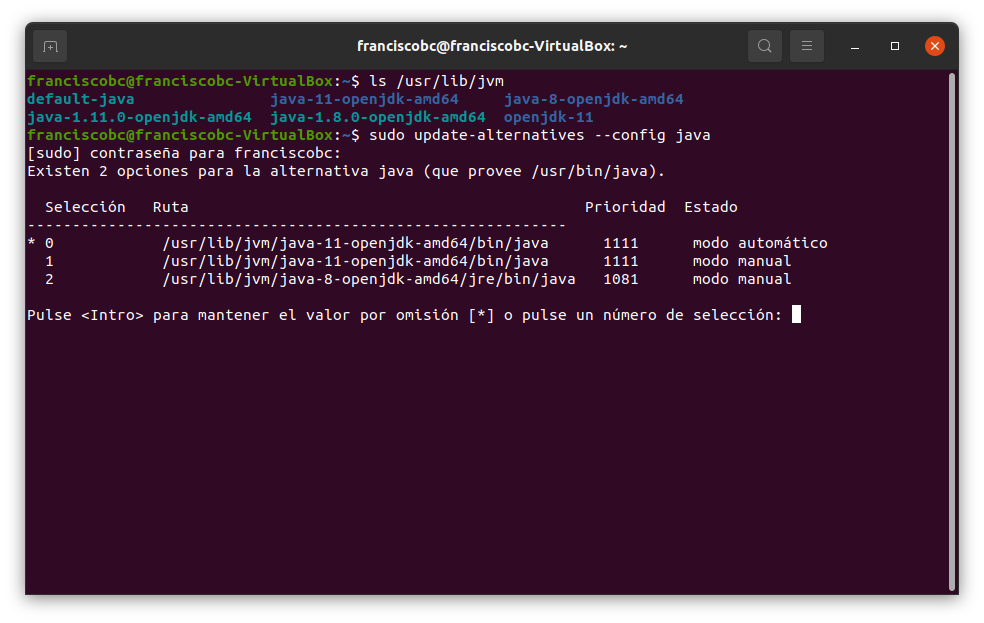 franciscobc@franciscobc-VirtualBox: ~
franciscobc@franciscobc-VirtualBox:~$ ls /usr/lib/jvm
default-java               java-11-openjdk-amd64     java-8-openjdk-amd64
java-1.11.0-openjdk-amd64  java-1.8.0-openjdk-amd64  openjdk-11
franciscobc@franciscobc-VirtualBox:~$ sudo update-alternatives --config java
[sudo] contraseña para franciscobc:
Existen 2 opciones para la alternativa java (que provee /usr/bin/java).
  Selección   Ruta                                            Prioridad  Estado
------------------------------------------------------------
* 0            /usr/lib/jvm/java-11-openjdk-amd64/bin/java      1111      modo automático
  1            /usr/lib/jvm/java-11-openjdk-amd64/bin/java      1111      modo manual
  2            /usr/lib/jvm/java-8-openjdk-amd64/jre/bin/java   1081      modo manual
Pulse <Intro> para mantener el valor por omisión [*] o pulse un número de selección: